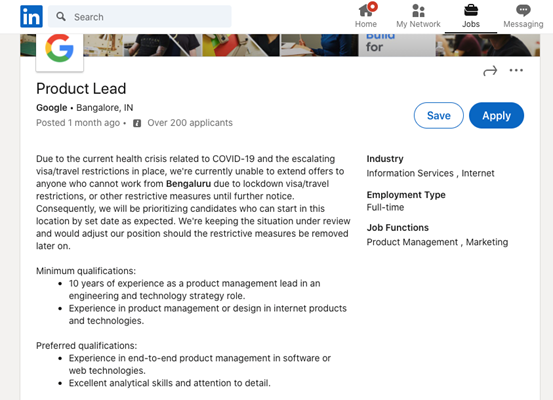 in
Search
Home
My Network
Jobs
Messaging
Build
for
G
Product Lead
Google • Bangalore, IN
Posted 1 month ago • Over 200 applicants
Save
Apply
Due to the current health crisis related to COVID-19 and the escalating
visa/travel restrictions in place, we're currently unable to extend offers to
anyone who cannot work from Bengaluru due to lockdown visa/travel
restrictions, or other restrictive measures until further notice.
Consequently, we will be prioritizing candidates who can start in this
location by set date as expected. We're keeping the situation under review
and would adjust our position should the restrictive measures be removed
later on.
Minimum qualifications:
• 10 years of experience as a product management lead in an
engineering and technology strategy role.
• Experience in product management or design in internet products
and technologies.
Preferred qualifications:
• Experience in end-to-end product management in software or
web technologies.
• Excellent analytical skills and attention to detail.
Industry
Information Services , Internet
Employment Type
Full-time
Job Functions
Product Management , Marketing